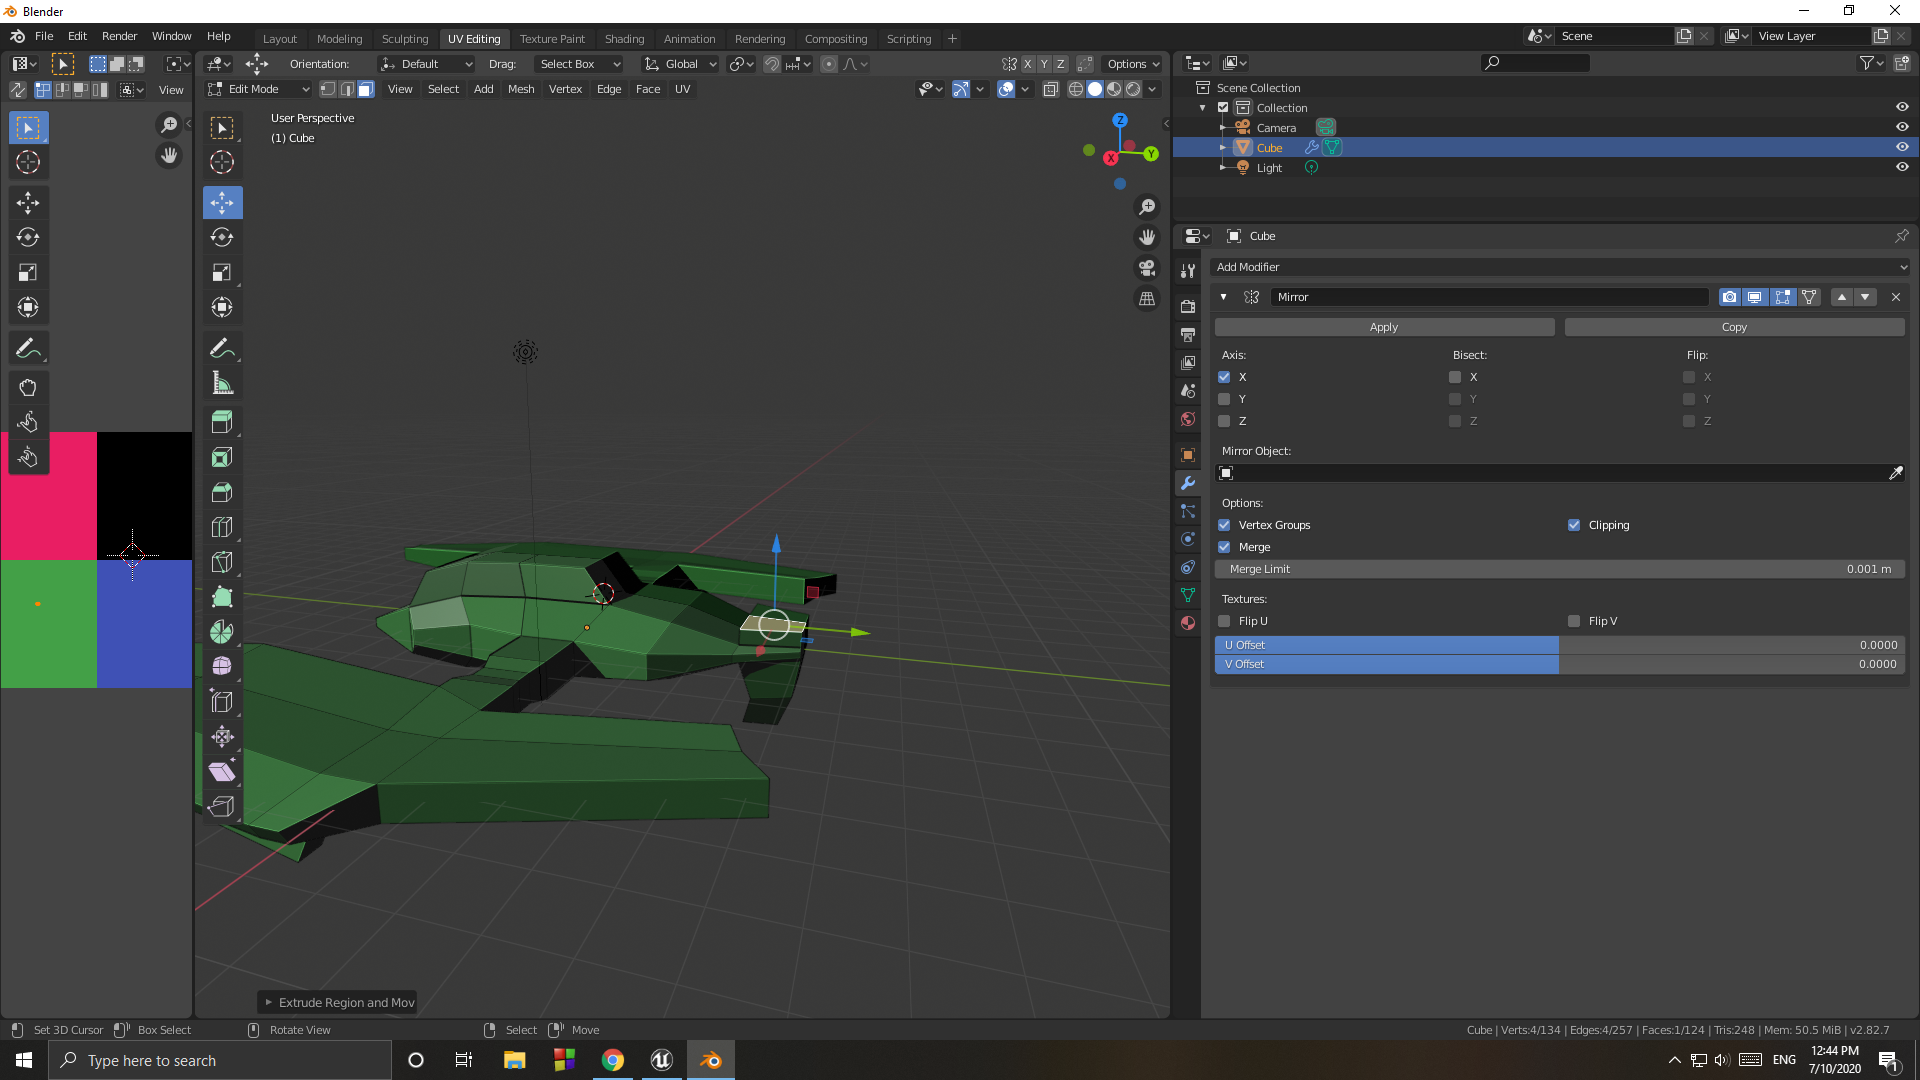 Blender
File Edit Render Window Help
Layout Modeling Sculpting UV Editing Texture Paint Shading Animation Rendering Compositing Scripting +
Scene
View Layer
Orientation: Default Drag: Select Box Global X Y Z Options
View
Edit Mode View Select Add Mesh Vertex Edge Face UV
User Perspective
(1) Cube
Z
Y
X
Scene Collection
Collection
Camera
Cube
Light
Cube
Add Modifier
Mirror
Apply Copy
Axis: Bisect: Flip:
X X X
Y Y Y
Z Z Z
Mirror Object:
Options:
Vertex Groups Clipping
Merge
Merge Limit 0.001 m
Textures:
Flip U Flip V
U Offset 0.0000
V Offset 0.0000
Extrude Region and Mov
Set 3D Cursor Box Select Rotate View Select Move
Cube | Verts:4/134 | Edges:4/257 | Faces:1/124 | Tris:248 | Mem: 50.5 MiB | v2.82.7
Type here to search
ENG
12:44 PM
7/10/2020
1